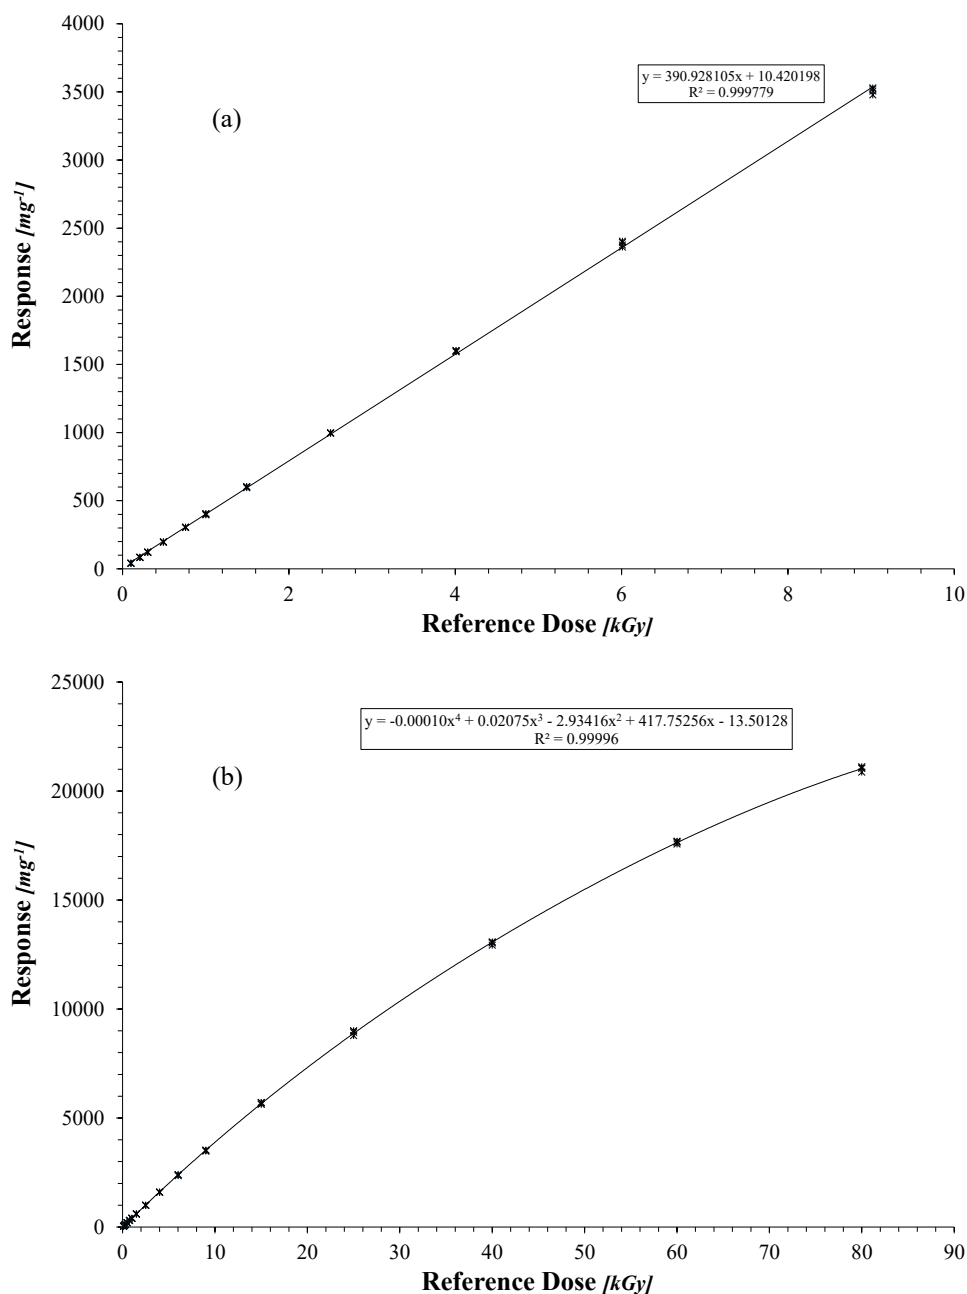 4000
y = 390.928105x + 10.420198
R² = 0.999779
3500
(a)
3000
2500
2000
1500
1000
500
0
Response [mg⁻¹]
0 2 4 6 8 10
Reference Dose [kGy]
25000
y = -0.00010x⁴ + 0.02075x³ - 2.93416x² + 417.75256x - 13.50128
R² = 0.99996
(b)
20000
15000
10000
5000
0
Response [mg⁻¹]
0 10 20 30 40 50 60 70 80 90
Reference Dose [kGy]